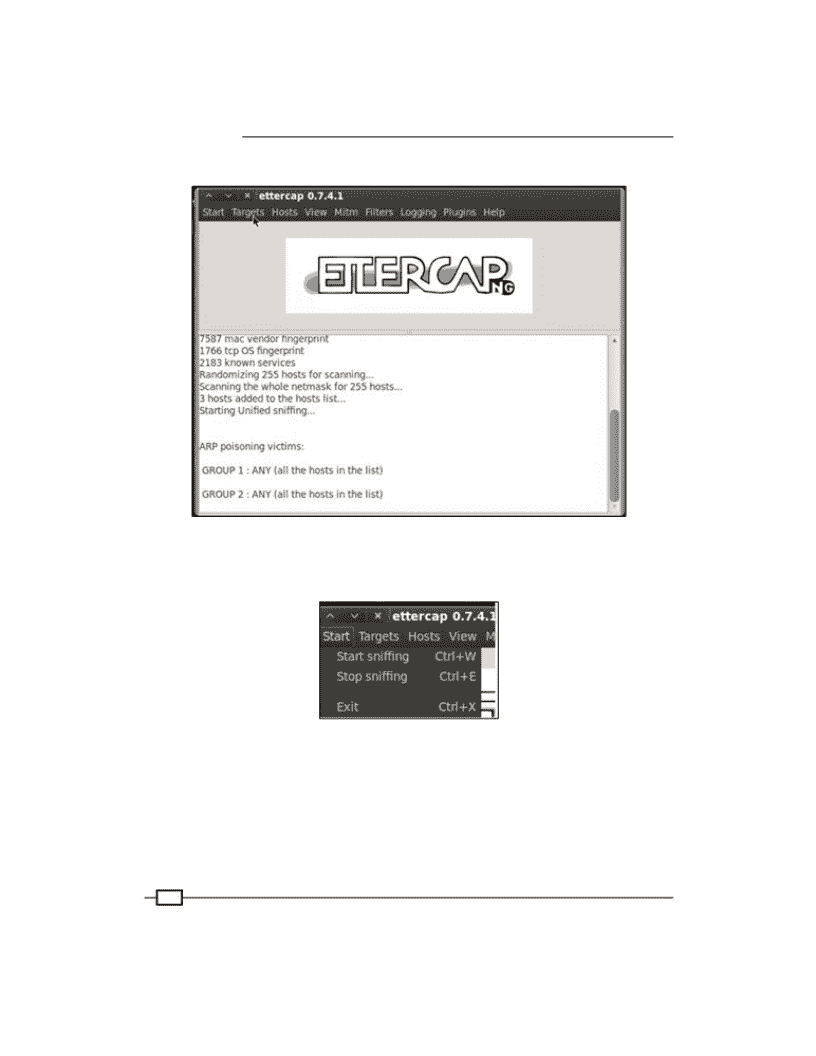 ettercap 0.7.4.1
Start Targets Hosts View Mitm Filters Logging Plugins Help
ETTERCAP
NG
7587 mac vendor fingerprint
1766 tcp OS fingerprint
2183 known services
Randomizing 255 hosts for scanning...
Scanning the whole netmask for 255 hosts...
3 hosts added to the hosts list...
Starting Unified sniffing...
ARP poisoning victims:
GROUP 1 : ANY (all the hosts in the list)
GROUP 2 : ANY (all the hosts in the list)
ettercap 0.7.4.1
Start Targets Hosts View M
Start sniffing Ctrl+W
Stop sniffing Ctrl+E
Exit Ctrl+X